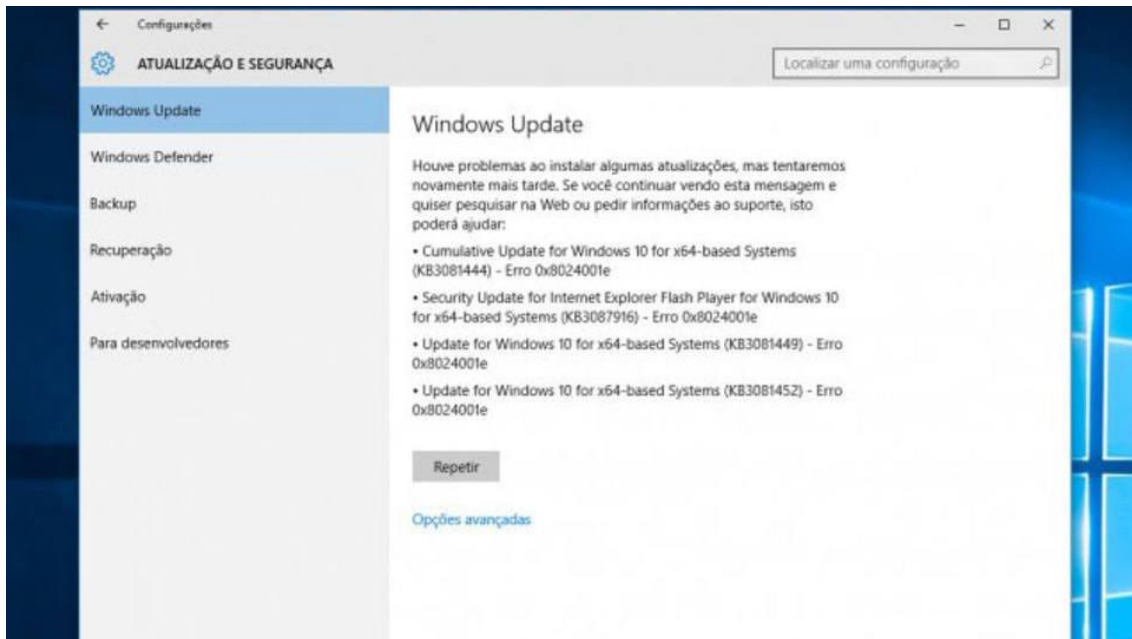 Configurações
ATUALIZAÇÃO E SEGURANÇA
Localizar uma configuração
Windows Update
Windows Defender
Backup
Recuperação
Ativação
Para desenvolvedores
Windows Update
Houve problemas ao instalar algumas atualizações, mas tentaremos
novamente mais tarde. Se você continuar vendo esta mensagem e
quiser pesquisar na Web ou pedir informações ao suporte, isto
poderá ajudar:
• Cumulative Update for Windows 10 for x64-based Systems
(KB3081444) - Erro 0x8024001e
• Security Update for Internet Explorer Flash Player for Windows 10
for x64-based Systems (KB3087916) - Erro 0x8024001e
• Update for Windows 10 for x64-based Systems (KB3081449) - Erro
0x8024001e
• Update for Windows 10 for x64-based Systems (KB3081452) - Erro
0x8024001e
Repetir
Opções avançadas